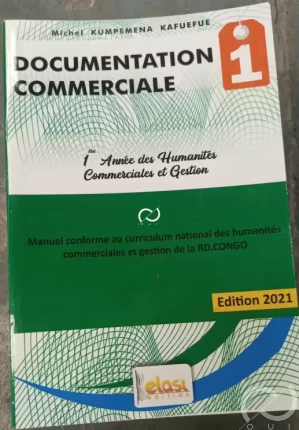 Michel KUMPEMENA KAFUEFUE
DOCUMENTATION
COMMERCIALE
1
1ère Année des Humanités
Commerciales et Gestion
Manuel conforme au curriculum national des humanités
commerciales et gestion de la RD.CONGO
Edition 2021
elasi
edition